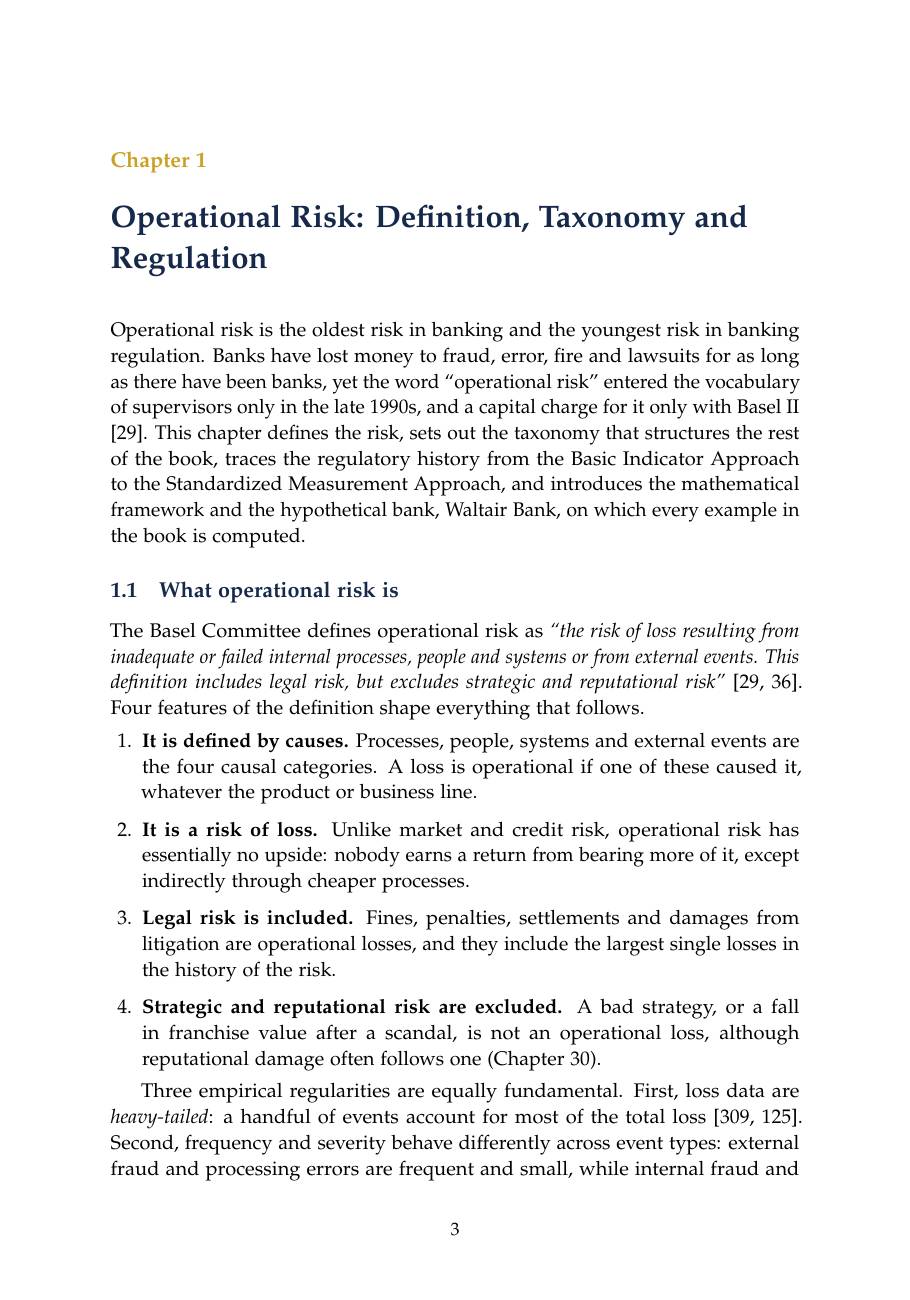 Chapter 1
Operational Risk: Definition, Taxonomy and
Regulation
Operational risk is the oldest risk in banking and the youngest risk in banking
regulation. Banks have lost money to fraud, error, fire and lawsuits for as long
as there have been banks, yet the word “operational risk” entered the vocabulary
of supervisors only in the late 1990s, and a capital charge for it only with Basel II
[29]. This chapter defines the risk, sets out the taxonomy that structures the rest
of the book, traces the regulatory history from the Basic Indicator Approach
to the Standardized Measurement Approach, and introduces the mathematical
framework and the hypothetical bank, Waltair Bank, on which every example in
the book is computed.
1.1 What operational risk is
The Basel Committee defines operational risk as “the risk of loss resulting from
inadequate or failed internal processes, people and systems or from external events. This
definition includes legal risk, but excludes strategic and reputational risk” [29, 36].
Four features of the definition shape everything that follows.
1. It is defined by causes. Processes, people, systems and external events are
the four causal categories. A loss is operational if one of these caused it,
whatever the product or business line.
2. It is a risk of loss. Unlike market and credit risk, operational risk has
essentially no upside: nobody earns a return from bearing more of it, except
indirectly through cheaper processes.
3. Legal risk is included. Fines, penalties, settlements and damages from
litigation are operational losses, and they include the largest single losses in
the history of the risk.
4. Strategic and reputational risk are excluded. A bad strategy, or a fall
in franchise value after a scandal, is not an operational loss, although
reputational damage often follows one (Chapter 30).
Three empirical regularities are equally fundamental. First, loss data are
heavy-tailed: a handful of events account for most of the total loss [309, 125].
Second, frequency and severity behave differently across event types: external
fraud and processing errors are frequent and small, while internal fraud and
3